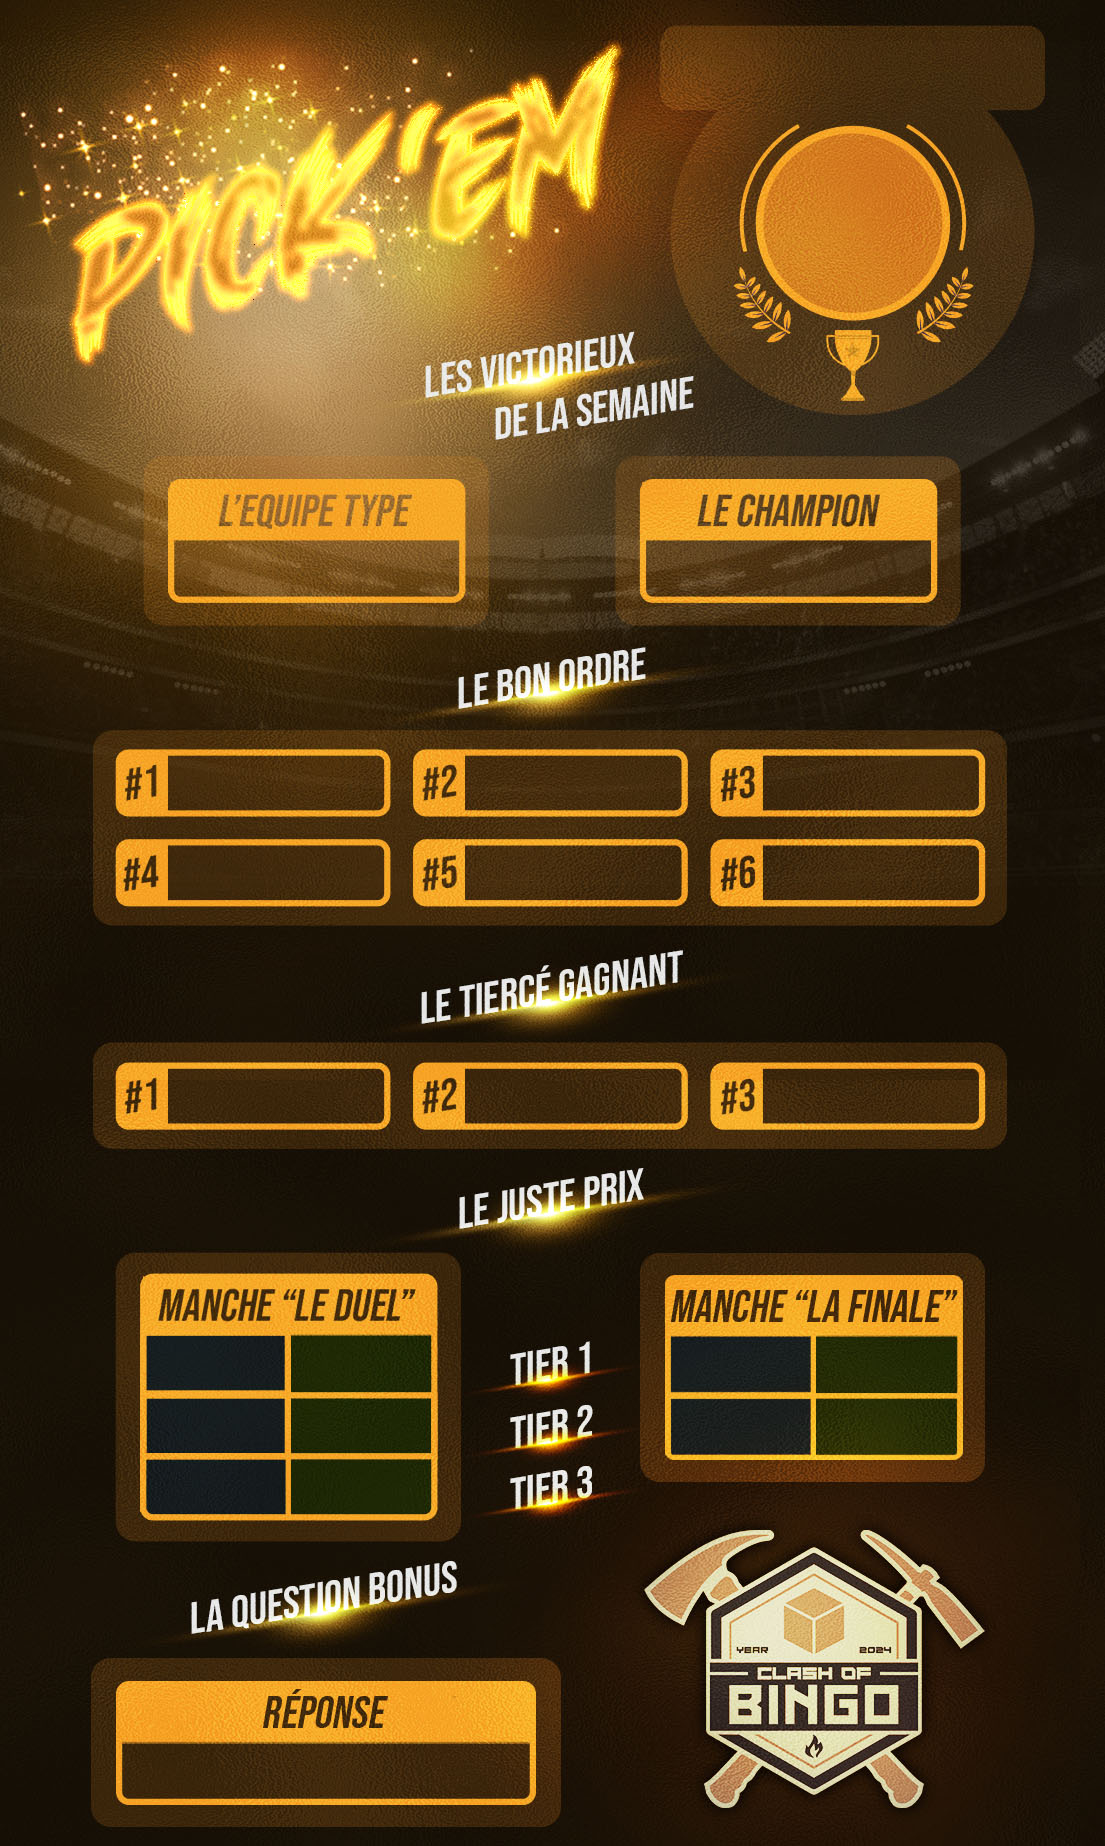 PICK'EM
LES VICTORIEUX
DE LA SEMAINE
L'EQUIPE TYPE
LE CHAMPION
LE BON ORDRE
#1
#2
#3
#4
#5
#6
LE TIERCÉ GAGNANT
#1
#2
#3
LE JUSTE PRIX
MANCHE “LE DUEL”
MANCHE “LA FINALE”
TIER 1
TIER 2
TIER 3
LA QUESTION BONUS
RÉPONSE
YEAR 2024
CLASH OF
BINGO